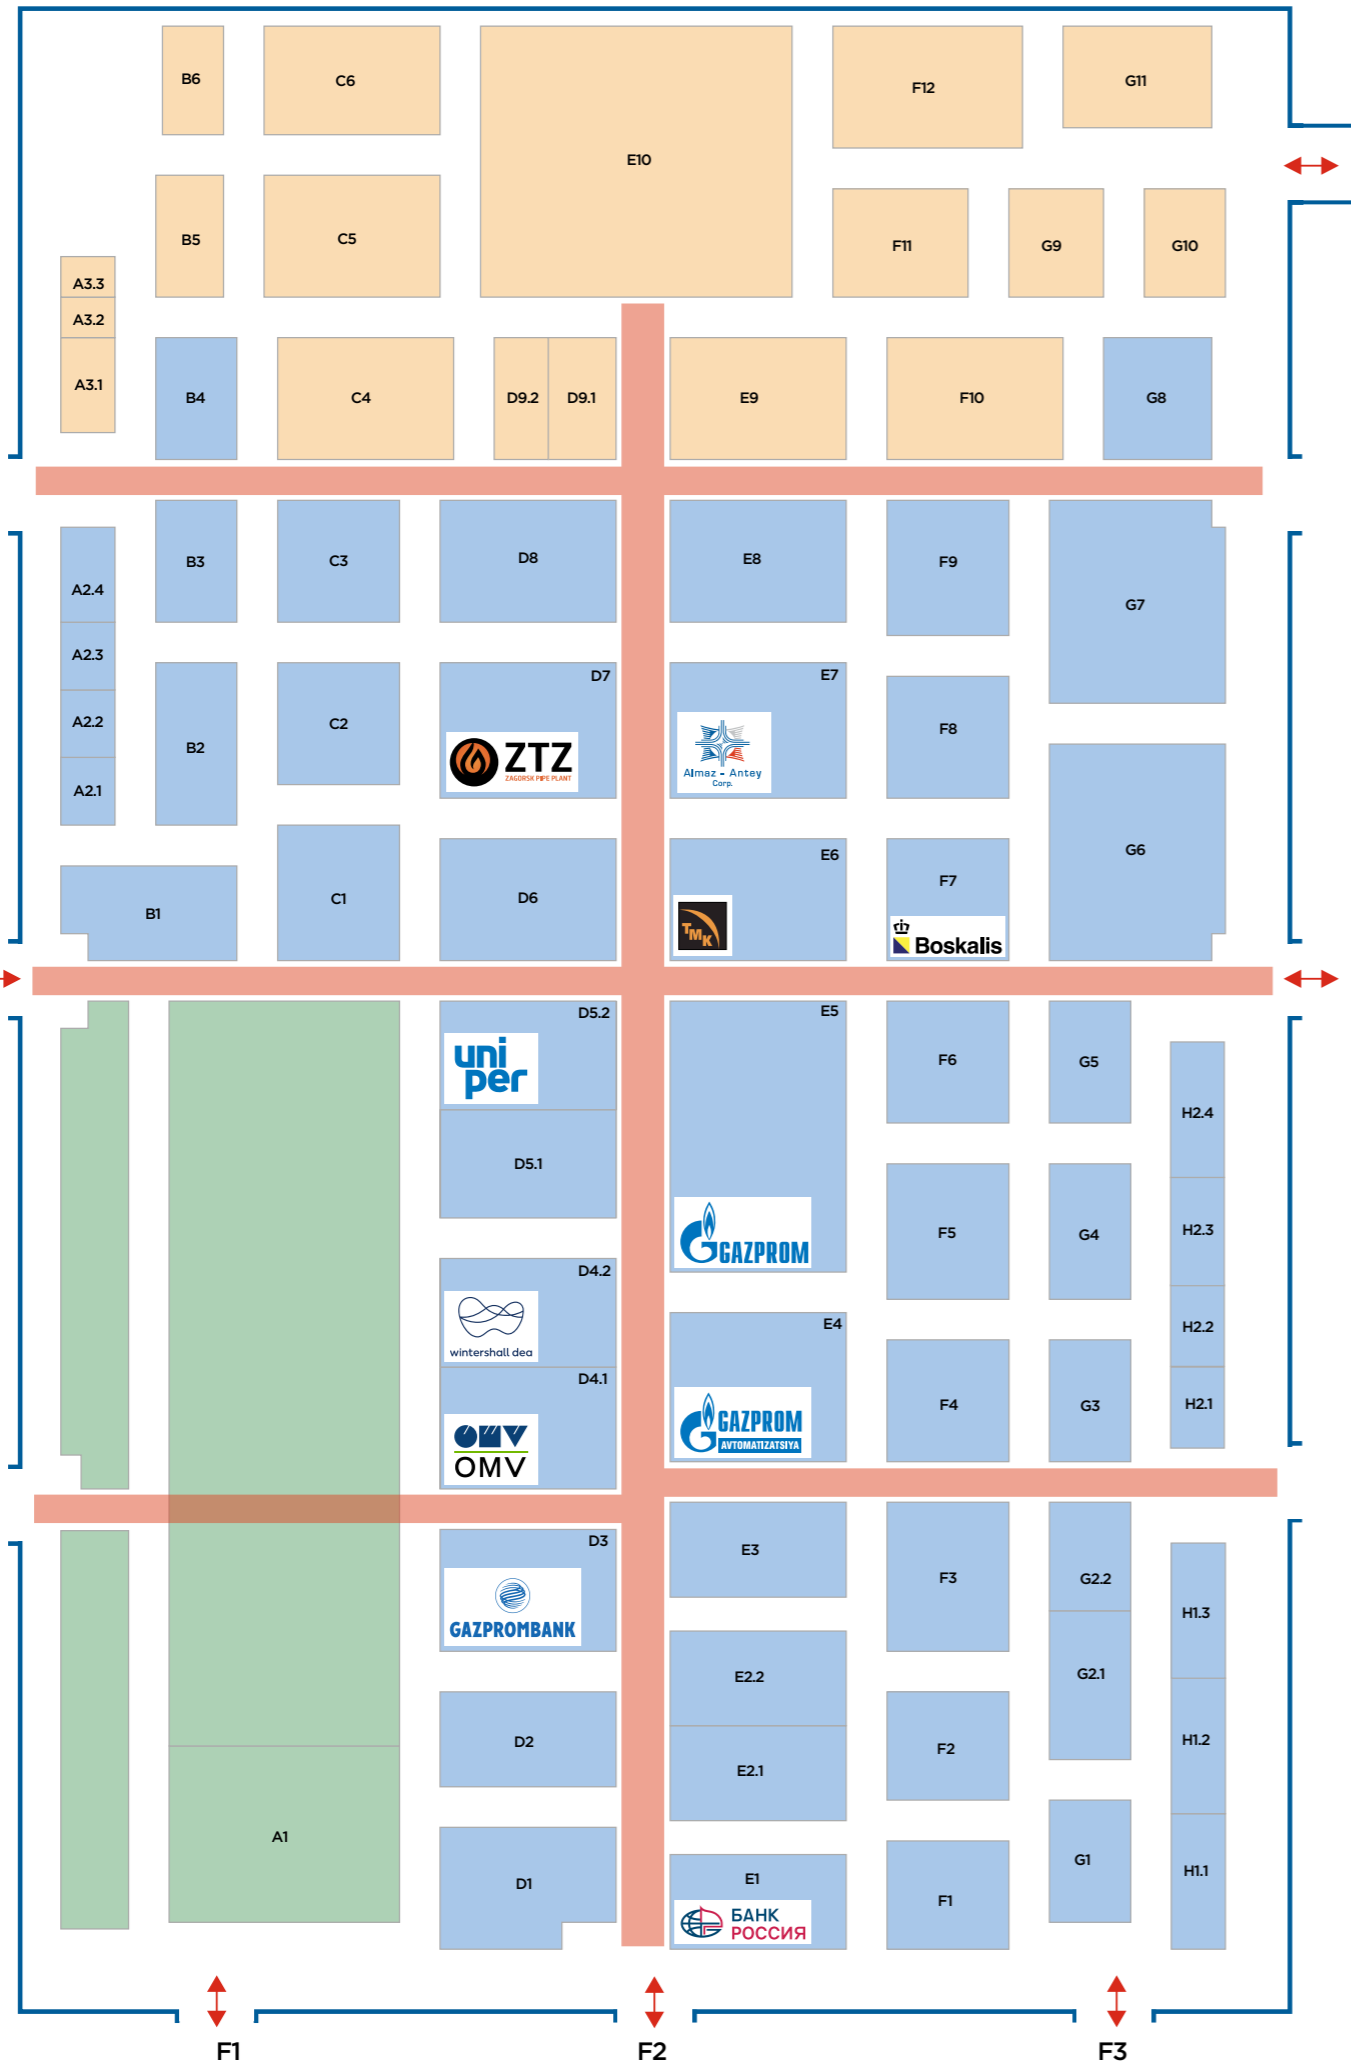 B6
C6
E10
F12
G11
B5
C5
F11
G9
G10
A3.3
A3.2
A3.1
B4
C4
D9.2
D9.1
E9
F10
G8
A2.4
A2.3
A2.2
A2.1
B3
C3
D8
E8
F9
G7
B2
C2
D7
ZTZ
ZAGORSK PIPE PLANT
E7
Almaz - Antey
Corp.
F8
G6
B1
C1
D6
E6
TMK
F7
Boskalis
D5.2
uni
per
D5.1
E5
GAZPROM
F6
G5
H2.4
F5
G4
H2.3
D4.2
wintershall dea
D4.1
OMV
OMV
E4
GAZPROM
AVTOMATIZATSIYA
F4
G3
H2.2
H2.1
D3
GAZPROMBANK
E3
F3
G2.2
G2.1
H1.3
E2.2
E2.1
D2
F2
H1.2
A1
D1
E1
БАНК
РОССИЯ
F1
G1
H1.1
F1
F2
F3